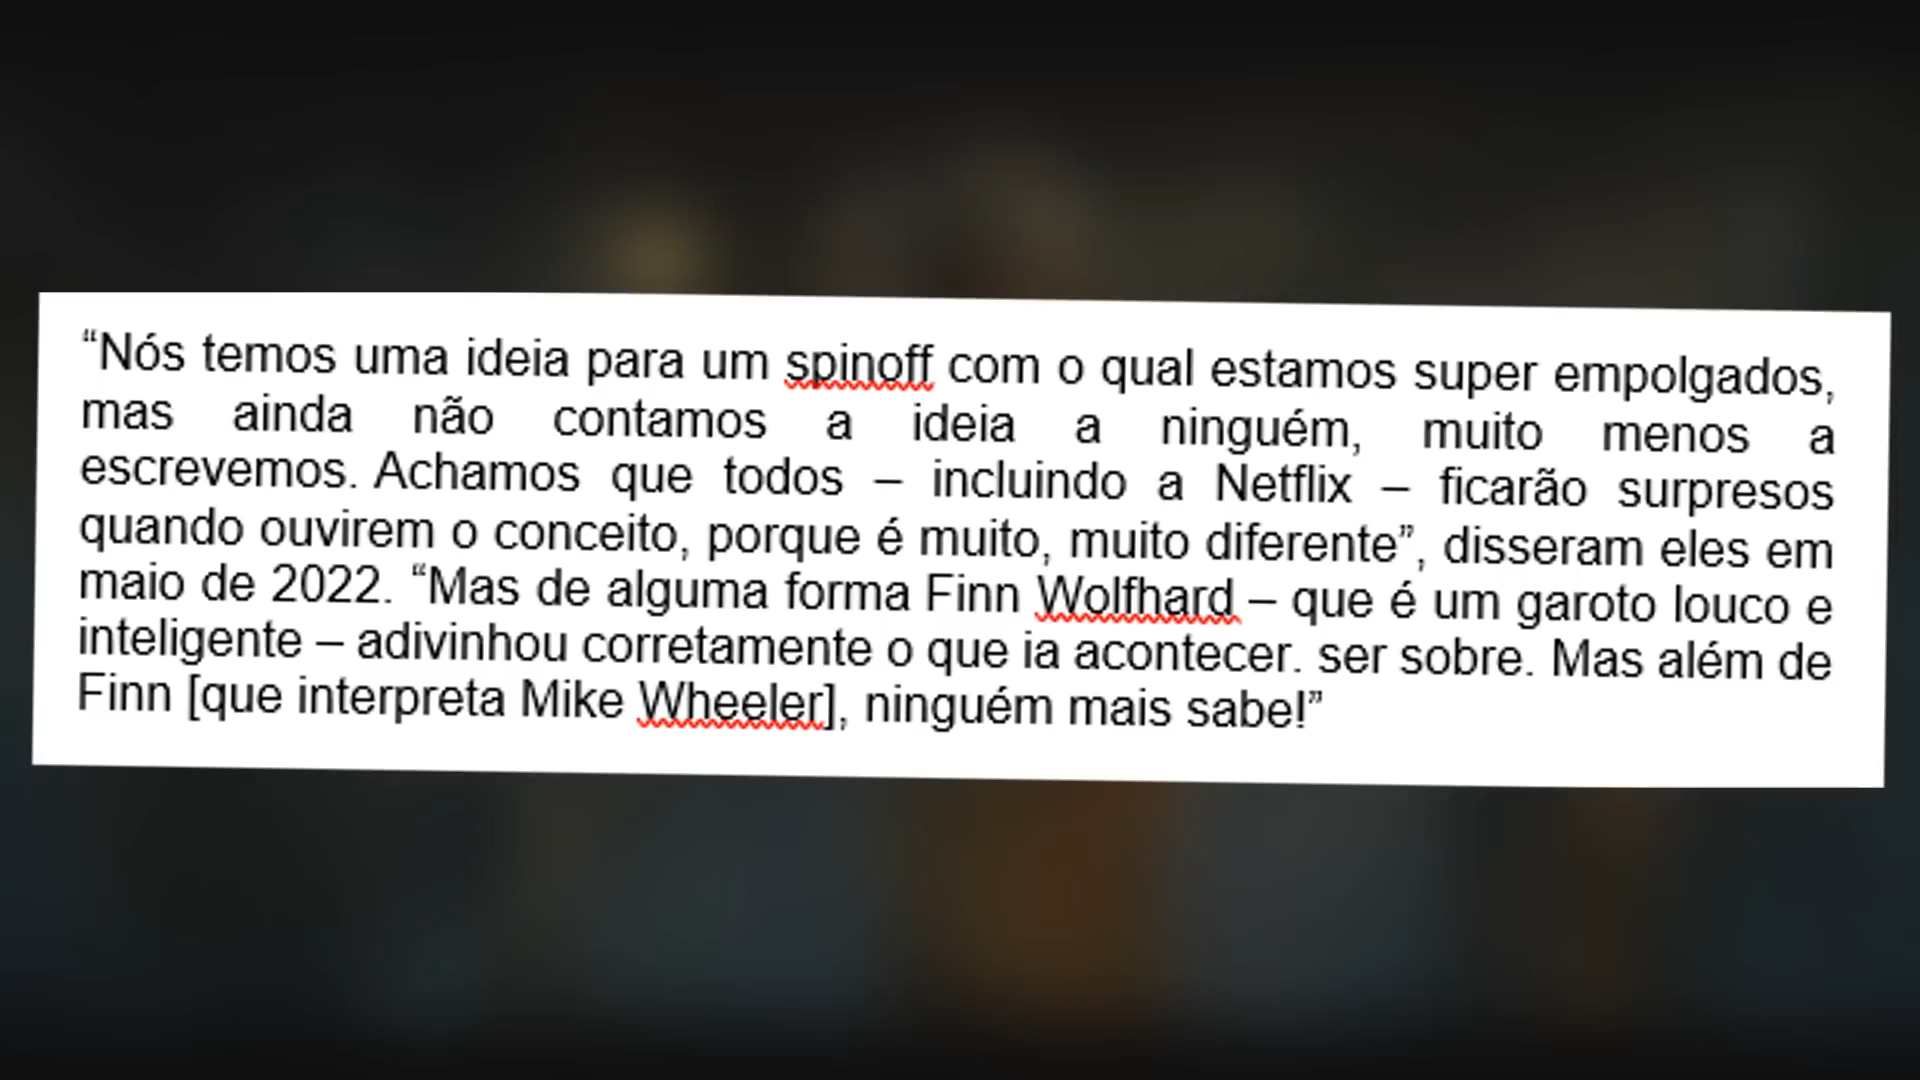 “Nós temos uma ideia para um spinoff com o qual estamos super empolgados,
mas ainda não contamos a ideia a ninguém, muito menos a
escrevemos. Achamos que todos – incluindo a Netflix – ficarão surpresos
quando ouvirem o conceito, porque é muito, muito diferente”, disseram eles em
maio de 2022. “Mas de alguma forma Finn Wolfhard – que é um garoto louco e
inteligente – adivinhou corretamente o que ia acontecer. ser sobre. Mas além de
Finn [que interpreta Mike Wheeler], ninguém mais sabe!”